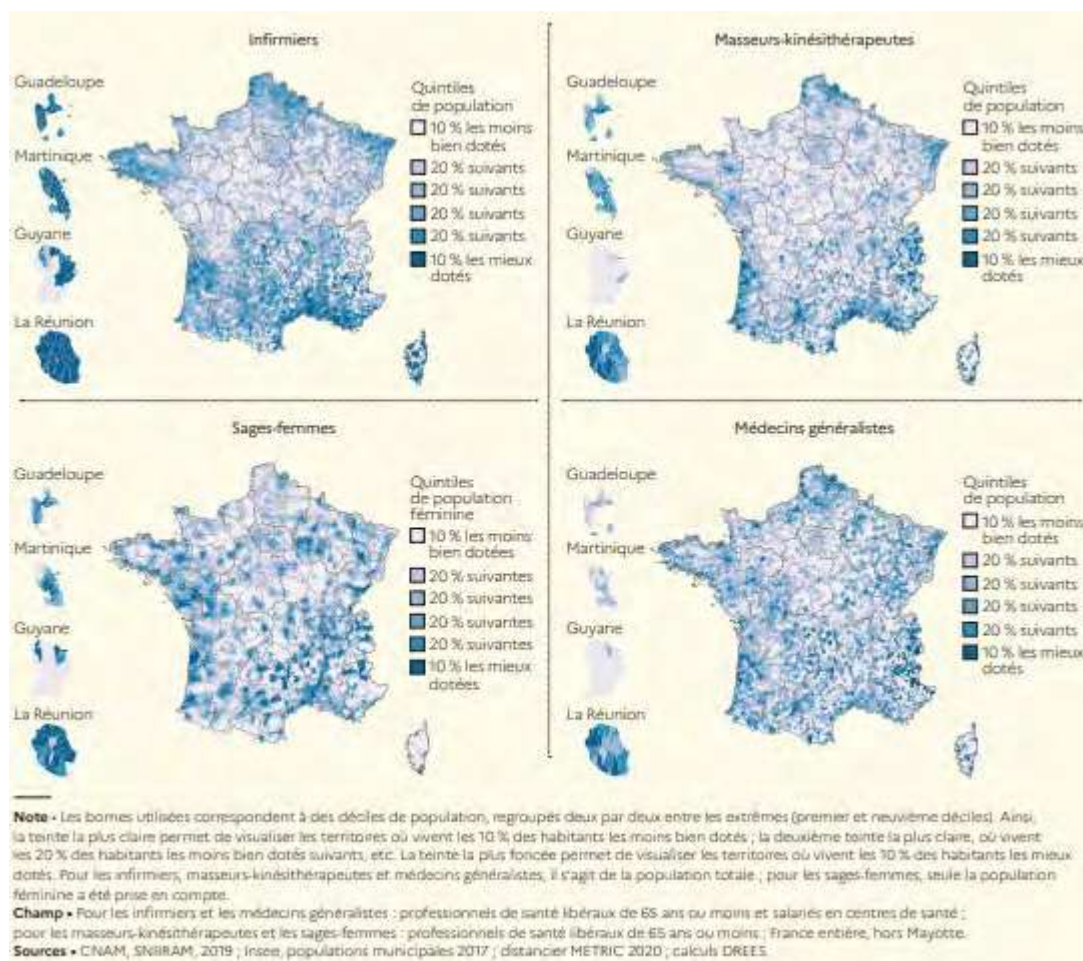 Infirmiers
Guadeloupe
Martinique
Guyane
La Réunion
Quintiles
de population
10 % les moins
bien dotés
20 % suivants
20 % suivants
20 % suivants
20 % suivants
10 % les mieux
dotés
Masseurs-kinésithérapeutes
Guadeloupe
Martinique
Guyane
La Réunion
Quintiles
de population
10 % les moins
bien dotés
20 % suivants
20 % suivants
20 % suivants
20 % suivants
10 % les mieux
dotés
Sages-femmes
Guadeloupe
Martinique
Guyane
La Réunion
Quintiles
de population
féminine
10 % les moins
bien dotées
20 % suivantes
20 % suivantes
20 % suivantes
20 % suivantes
10 % les mieux
dotées
Médecins généralistes
Guadeloupe
Martinique
Guyane
La Réunion
Quintiles
de population
10 % les moins
bien dotés
20 % suivants
20 % suivants
20 % suivants
20 % suivants
10 % les mieux
dotés
Note • Les bornes utilisées correspondent à des déciles de population, regroupés deux par deux entre les extrêmes (premier et neuvième déciles). Ainsi,
la teinte la plus claire permet de visualiser les territoires où vivent les 10 % des habitants les moins bien dotés ; la deuxième teinte la plus claire, où vivent
les 20 % des habitants les moins bien dotés suivants, etc. La teinte la plus foncée permet de visualiser les territoires où vivent les 10 % des habitants les mieux
dotés. Pour les infirmiers, masseurs-kinésithérapeutes et médecins généralistes, il s'agit de la population totale ; pour les sages-femmes, seule la population
féminine a été prise en compte.
Champ • Pour les infirmiers et les médecins généralistes : professionnels de santé libéraux de 65 ans ou moins et salariés en centres de santé ;
pour les masseurs-kinésithérapeutes et les sages-femmes : professionnels de santé libéraux de 65 ans ou moins ; France entière, hors Mayotte.
Sources • CNAM, SNIIRAM, 2019 ; Insee, populations municipales 2017 ; distancier METRIC 2020 ; calculs DREES.